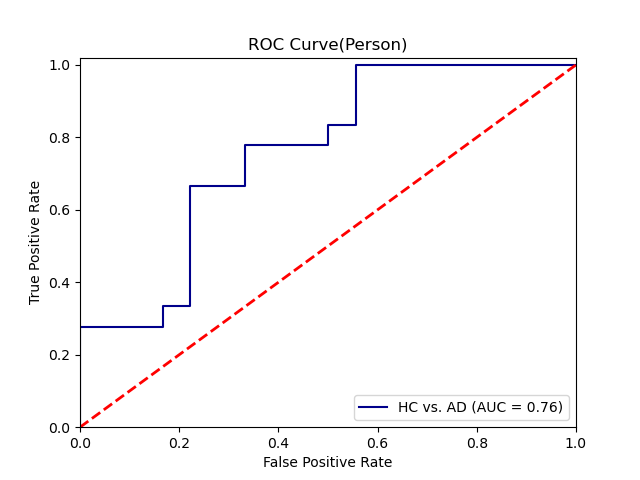 ROC Curve(Person)
True Positive Rate
1.0
0.8
0.6
0.4
0.2
0.0
HC vs. AD (AUC = 0.76)
0.0 0.2 0.4 0.6 0.8 1.0
False Positive Rate